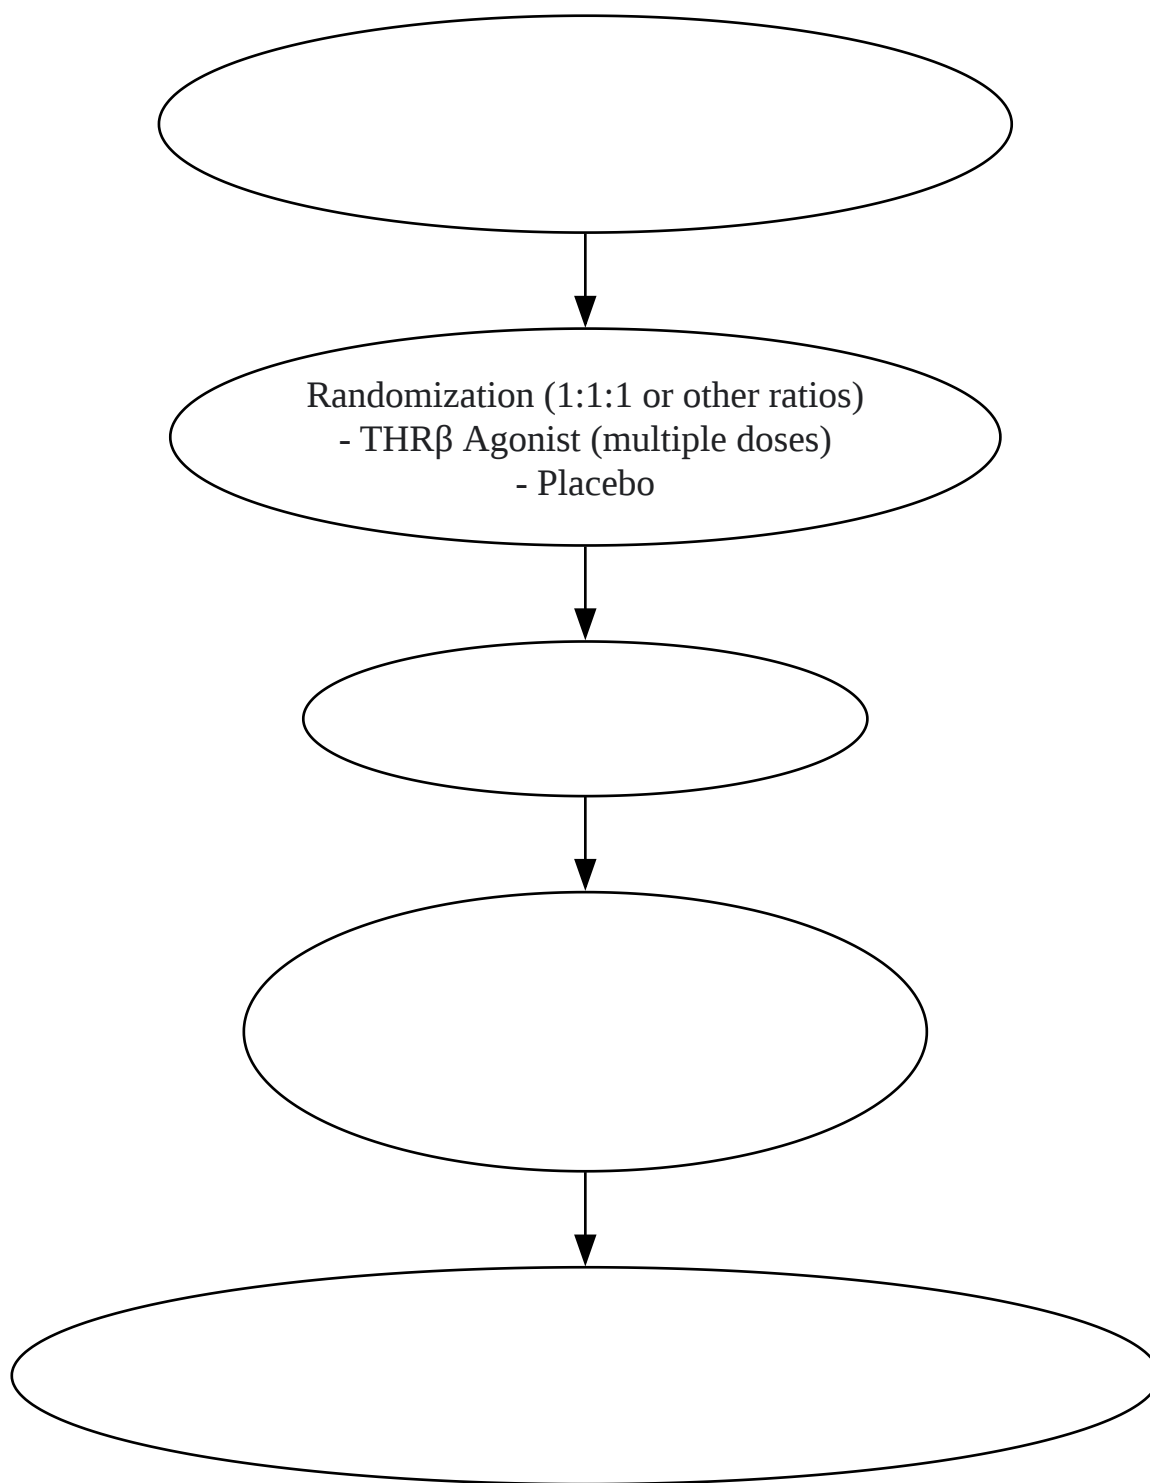 Randomization (1:1:1 or other ratios)
- THRβ Agonist (multiple doses)
- Placebo